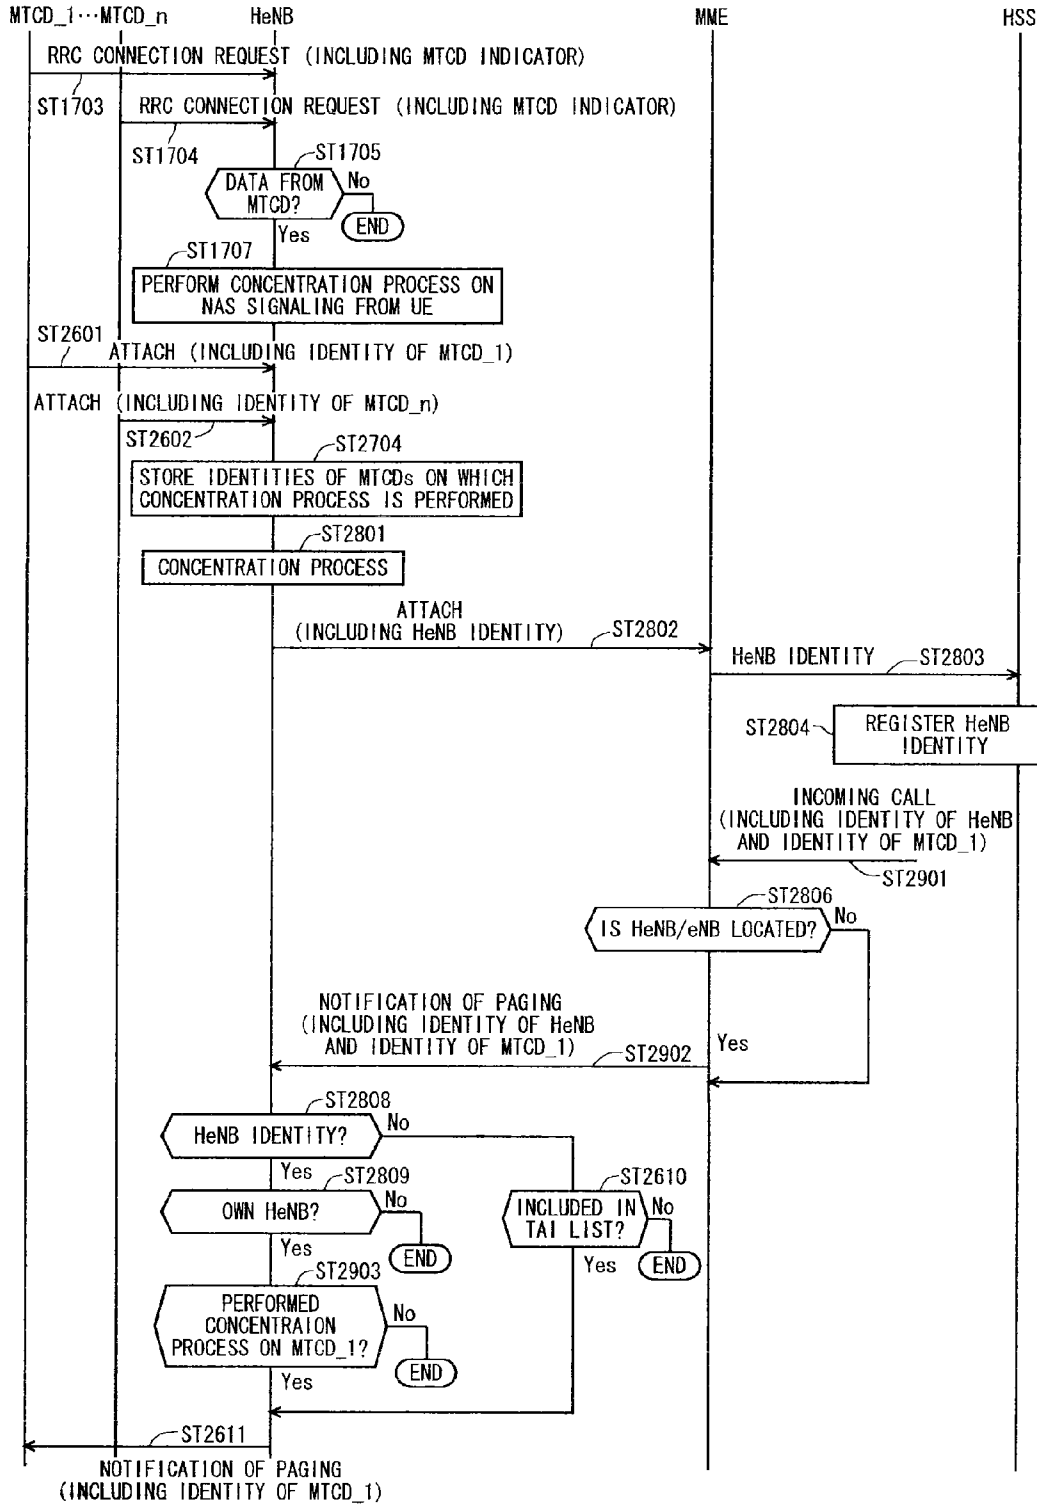 MTCD_1···MTCD_n HeNB MME HSS
RRC CONNECTION REQUEST (INCLUDING MTCD INDICATOR)
ST1703
RRC CONNECTION REQUEST (INCLUDING MTCD INDICATOR)
ST1704
ST1705
DATA FROM
MTCD?
No
END
Yes
ST1707
PERFORM CONCENTRATION PROCESS ON
NAS SIGNALING FROM UE
ST2601
ATTACH (INCLUDING IDENTITY OF MTCD_1)
ATTACH (INCLUDING IDENTITY OF MTCD_n)
ST2602
ST2704
STORE IDENTITIES OF MTCDs ON WHICH
CONCENTRATION PROCESS IS PERFORMED
ST2801
CONCENTRATION PROCESS
ATTACH
(INCLUDING HeNB IDENTITY)
ST2802
HeNB IDENTITY
ST2803
ST2804
REGISTER HeNB
IDENTITY
INCOMING CALL
(INCLUDING IDENTITY OF HeNB
AND IDENTITY OF MTCD_1)
ST2901
ST2806
IS HeNB/eNB LOCATED?
No
NOTIFICATION OF PAGING
(INCLUDING IDENTITY OF HeNB
AND IDENTITY OF MTCD_1)
ST2902
Yes
ST2808
HeNB IDENTITY?
No
Yes
ST2809
OWN HeNB?
No
END
Yes
ST2610
INCLUDED IN
TAI LIST?
No
END
Yes
ST2903
PERFORMED
CONCENTRAION
PROCESS ON MTCD_1?
No
END
Yes
ST2611
NOTIFICATION OF PAGING
(INCLUDING IDENTITY OF MTCD_1)